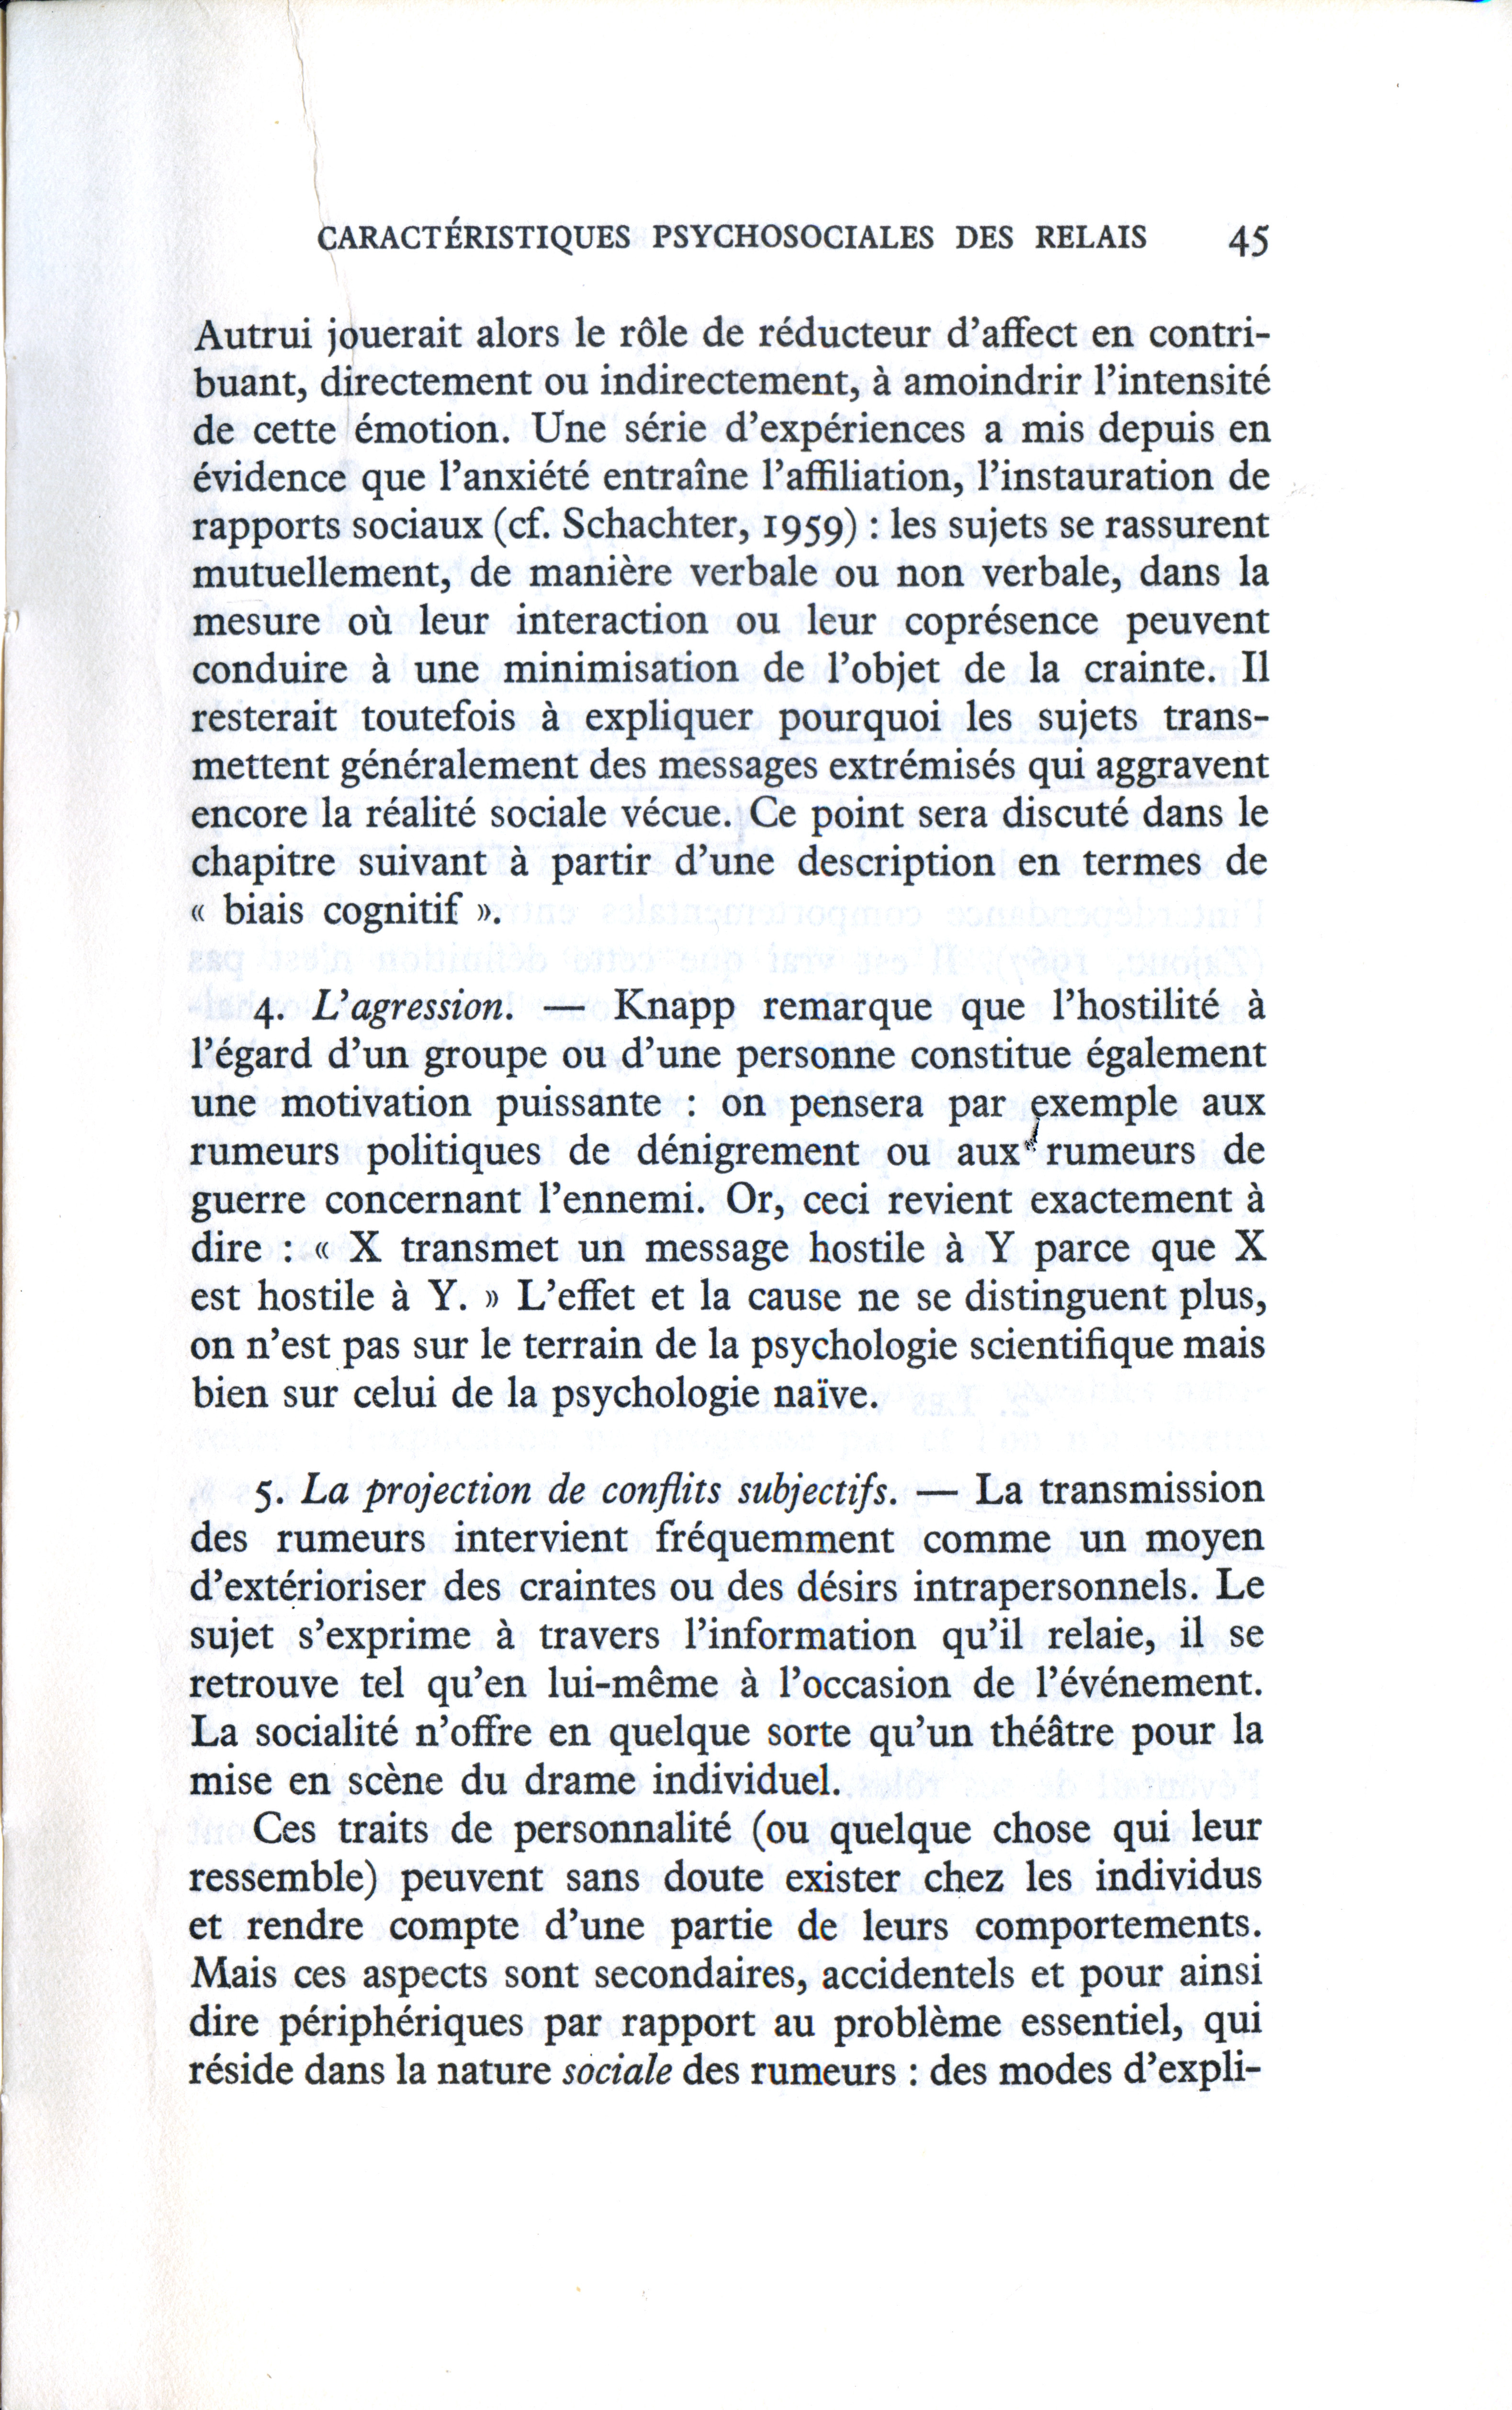 CARACTÉRISTIQUES PSYCHOSOCIALES DES RELAIS 45
Autrui jouerait alors le rôle de réducteur d'affect en contri-
buant, directement ou indirectement, à amoindrir l'intensité
de cette émotion. Une série d'expériences a mis depuis en
évidence que l'anxiété entraîne l'affiliation, l'instauration de
rapports sociaux (cf. Schachter, 1959) : les sujets se rassurent
mutuellement, de manière verbale ou non verbale, dans la
mesure où leur interaction ou leur coprésence peuvent
conduire à une minimisation de l'objet de la crainte. Il
resterait toutefois à expliquer pourquoi les sujets trans-
mettent généralement des messages extrémisés qui aggravent
encore la réalité sociale vécue. Ce point sera discuté dans le
chapitre suivant à partir d'une description en termes de
« biais cognitif ».
4. L'agression. — Knapp remarque que l'hostilité à
l'égard d'un groupe ou d'une personne constitue également
une motivation puissante : on pensera par exemple aux
rumeurs politiques de dénigrement ou aux rumeurs de
guerre concernant l'ennemi. Or, ceci revient exactement à
dire : « X transmet un message hostile à Y parce que X
est hostile à Y. » L'effet et la cause ne se distinguent plus,
on n'est pas sur le terrain de la psychologie scientifique mais
bien sur celui de la psychologie naïve.
5. La projection de conflits subjectifs. — La transmission
des rumeurs intervient fréquemment comme un moyen
d'extérioriser des craintes ou des désirs intrapersonnels. Le
sujet s'exprime à travers l'information qu'il relaie, il se
retrouve tel qu'en lui-même à l'occasion de l'événement.
La socialité n'offre en quelque sorte qu'un théâtre pour la
mise en scène du drame individuel.
Ces traits de personnalité (ou quelque chose qui leur
ressemble) peuvent sans doute exister chez les individus
et rendre compte d'une partie de leurs comportements.
Mais ces aspects sont secondaires, accidentels et pour ainsi
dire périphériques par rapport au problème essentiel, qui
réside dans la nature sociale des rumeurs : des modes d'expli-